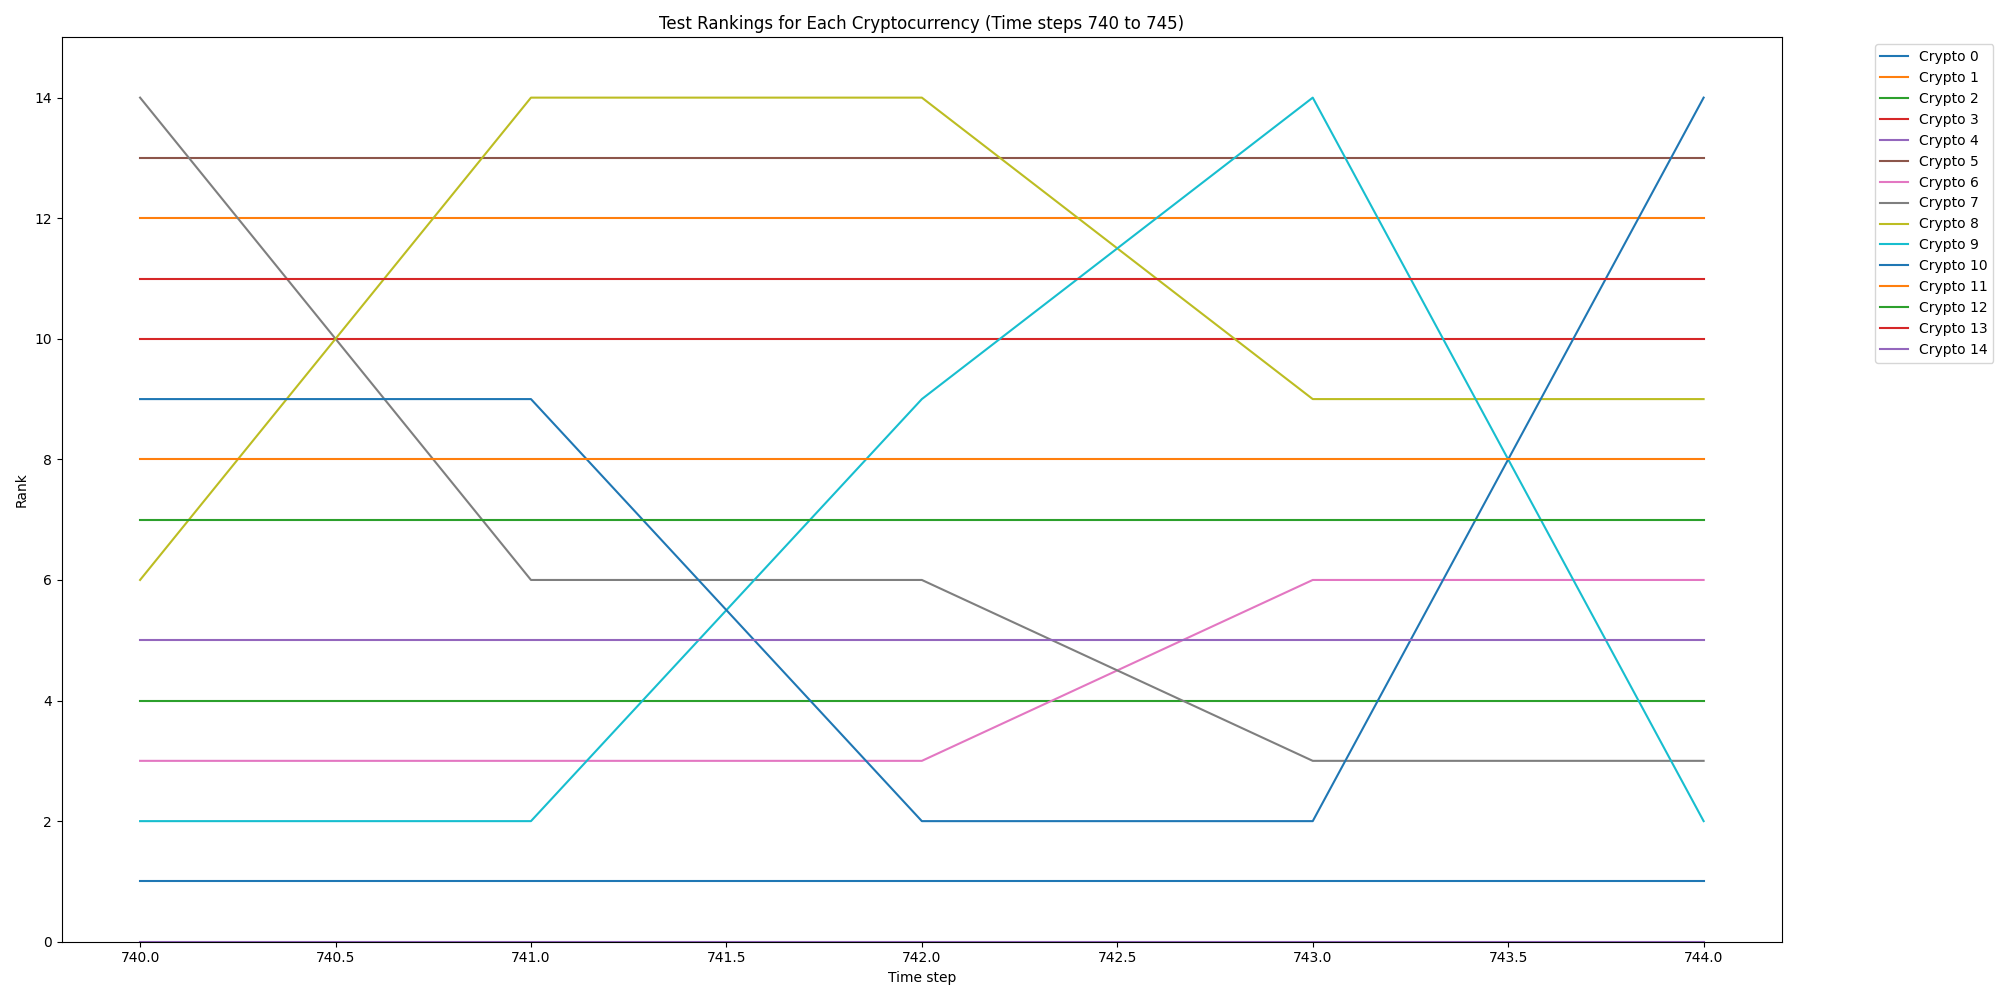 Test Rankings for Each Cryptocurrency (Time steps 740 to 745)
14
12
10
8
6
4
2
0
Rank
740.0 740.5 741.0 741.5 742.0 742.5 743.0 743.5 744.0
Time step
Crypto 0
Crypto 1
Crypto 2
Crypto 3
Crypto 4
Crypto 5
Crypto 6
Crypto 7
Crypto 8
Crypto 9
Crypto 10
Crypto 11
Crypto 12
Crypto 13
Crypto 14